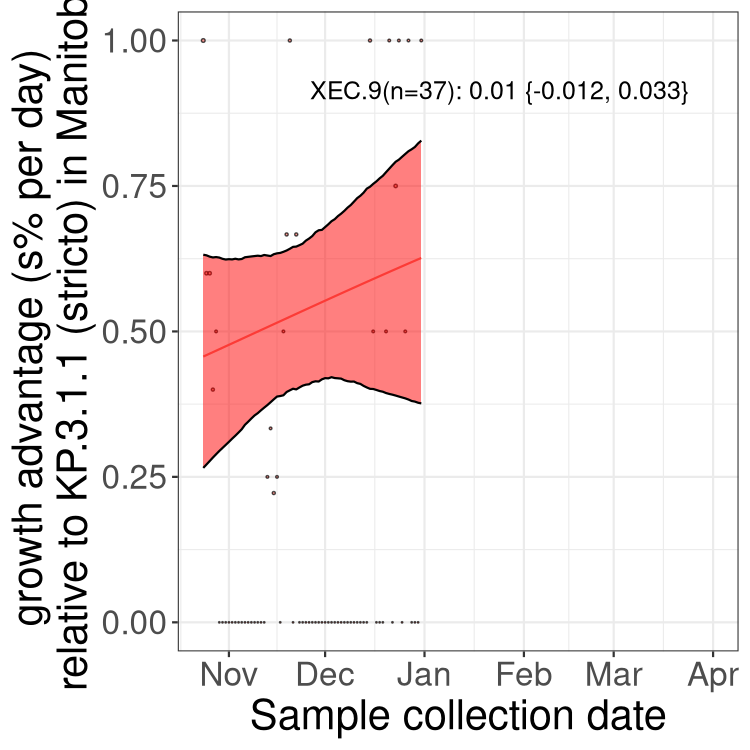 growth advantage (s% per day)
relative to KP.3.1.1 (stricto) in Manitob
1.00
0.75
0.50
0.25
0.00
XEC.9(n=37): 0.01 {-0.012, 0.033}
Nov Dec Jan Feb Mar Apr
Sample collection date